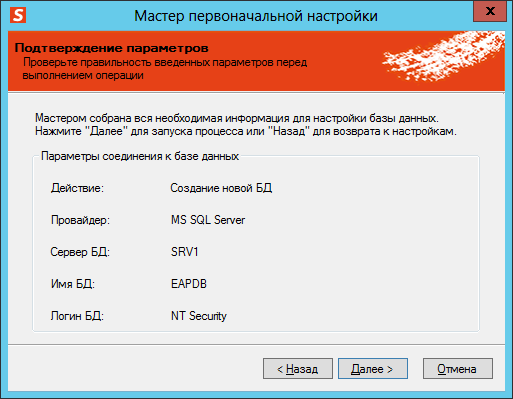 S Мастер первоначальной настройки x
Подтверждение параметров
Проверьте правильность введенных параметров перед
выполнением операции
Мастером собрана вся необходимая информация для настройки базы данных.
Нажмите "Далее" для запуска процесса или "Назад" для возврата к настройкам.
Параметры соединения к базе данных
Действие: Создание новой БД
Провайдер: MS SQL Server
Сервер БД: SRV1
Имя БД: EAPDB
Логин БД: NT Security
< Назад Далее > Отмена